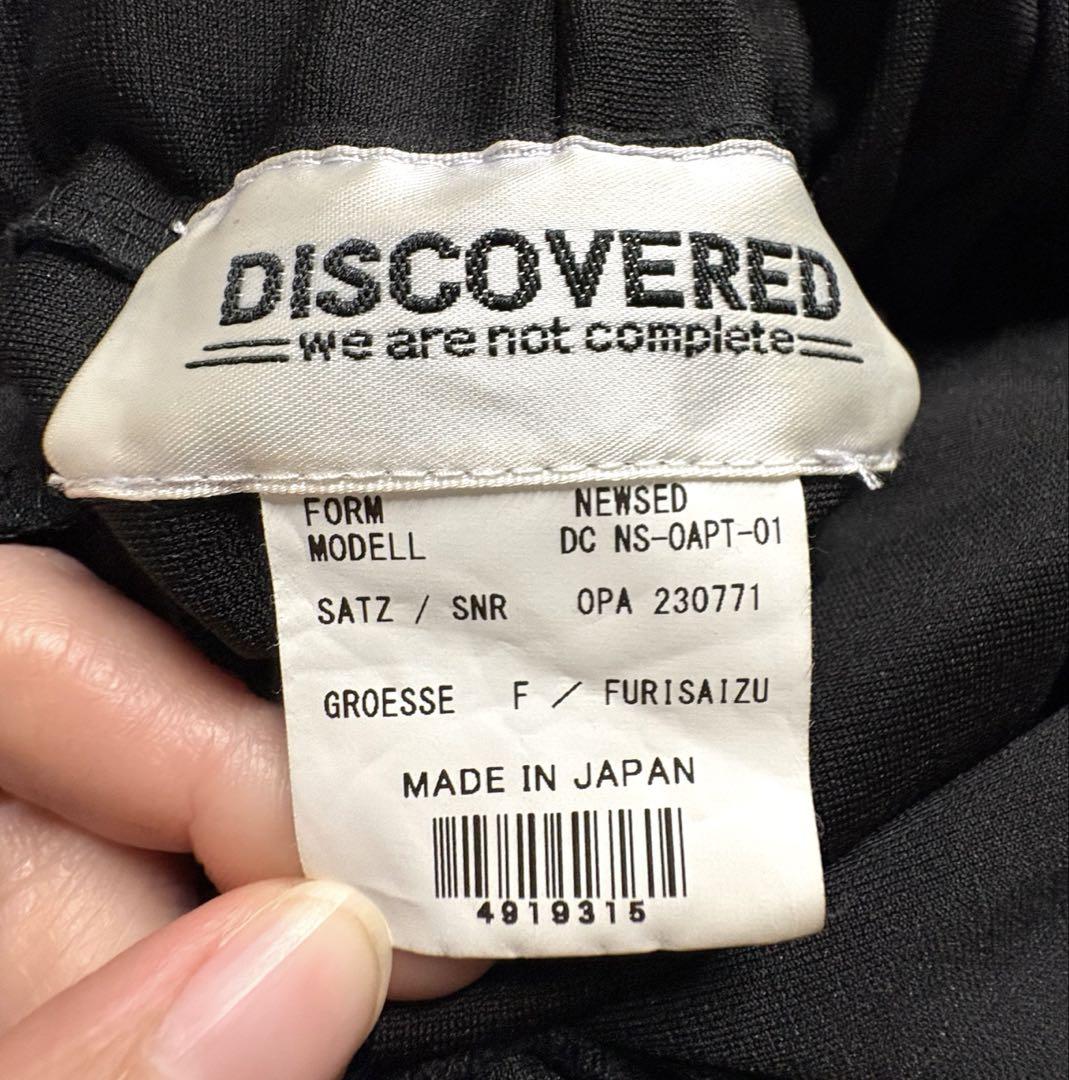 DISCOVERED
we are not complete
FORM NEWSED
MODELL DC NS-OAPT-01
SATZ / SNR OPA 230771
GROESSE F / FURISAIZU
MADE IN JAPAN
4919315